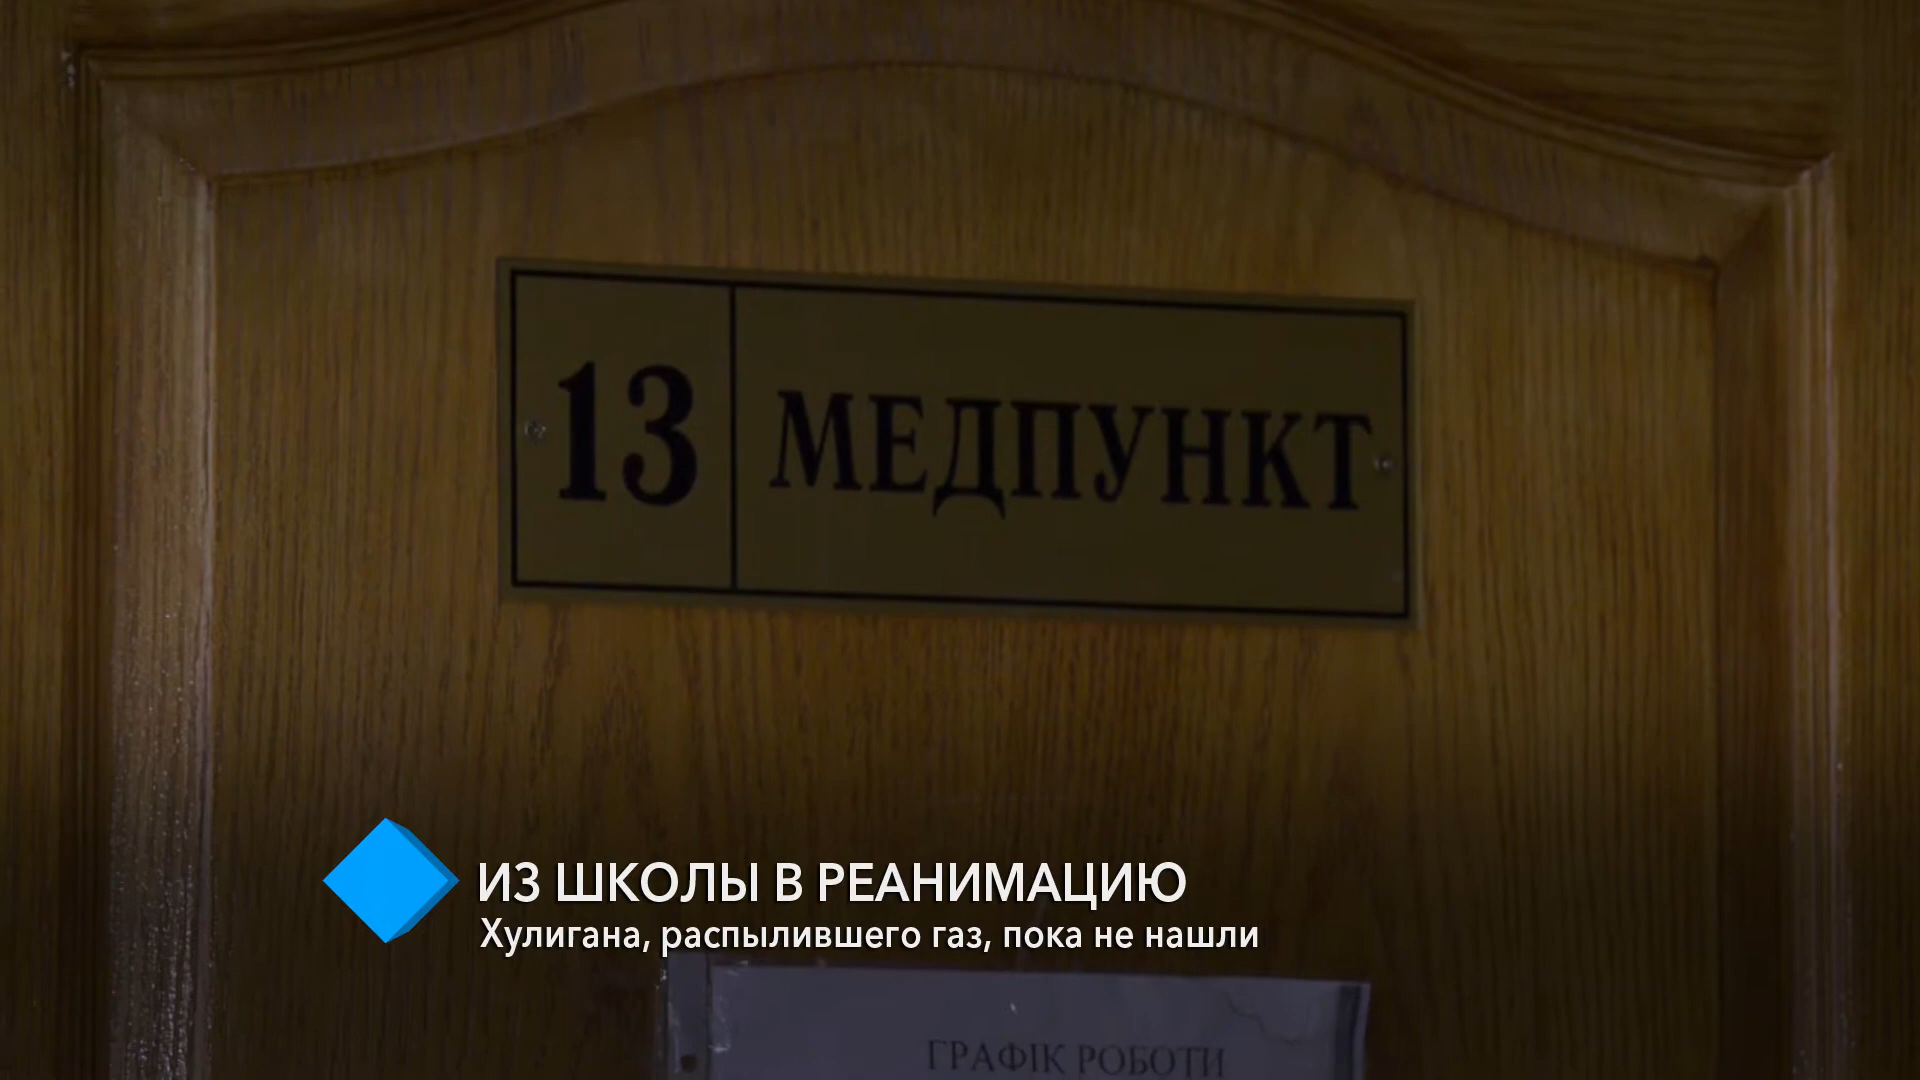 13 МЕДПУНКТ
ИЗ ШКОЛЫ В РЕАНИМАЦИЮ
Хулигана, распылившего газ, пока не нашли
ГРАФІК РОБОТИ